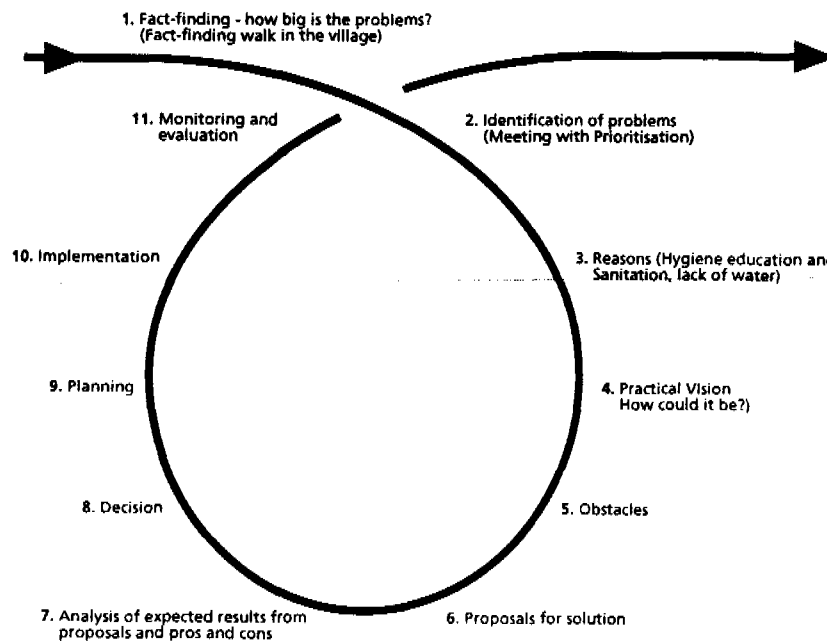 1. Fact-finding - how big is the problems?
(Fact-finding walk in the village)
11. Monitoring and
evaluation
2. Identification of problems
(Meeting with Prioritisation)
10. Implementation
3. Reasons (Hygiene education and
Sanitation, lack of water)
9. Planning
4. Practical Vision
How could it be?)
8. Decision
5. Obstacles
7. Analysis of expected results from
proposals and pros and cons
6. Proposals for solution